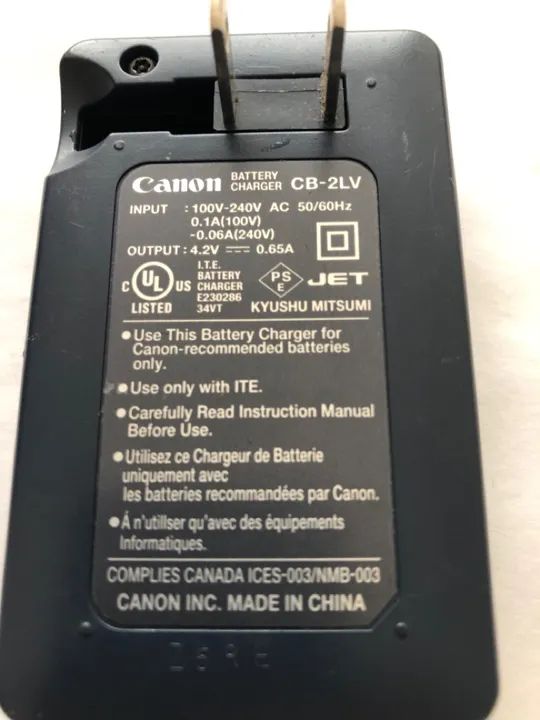 Canon BATTERY CHARGER CB-2LV
INPUT : 100V-240V AC 50/60Hz
0.1A(100V)
-0.06A(240V)
OUTPUT : 4.2V ⎓ 0.65A
C UL US
LISTED
I.T.E.
BATTERY
CHARGER
E230286
34VT
PS
E
JET
KYUSHU MITSUMI
● Use This Battery Charger for
Canon-recommended batteries
only.
● Use only with ITE.
● Carefully Read Instruction Manual
Before Use.
● Utilisez ce Chargeur de Batterie
uniquement avec
les batteries recommandées par Canon.
● Á n'utiliser qu'avec des équipements
Informatiques.
COMPLIES CANADA ICES-003/NMB-003
CANON INC. MADE IN CHINA